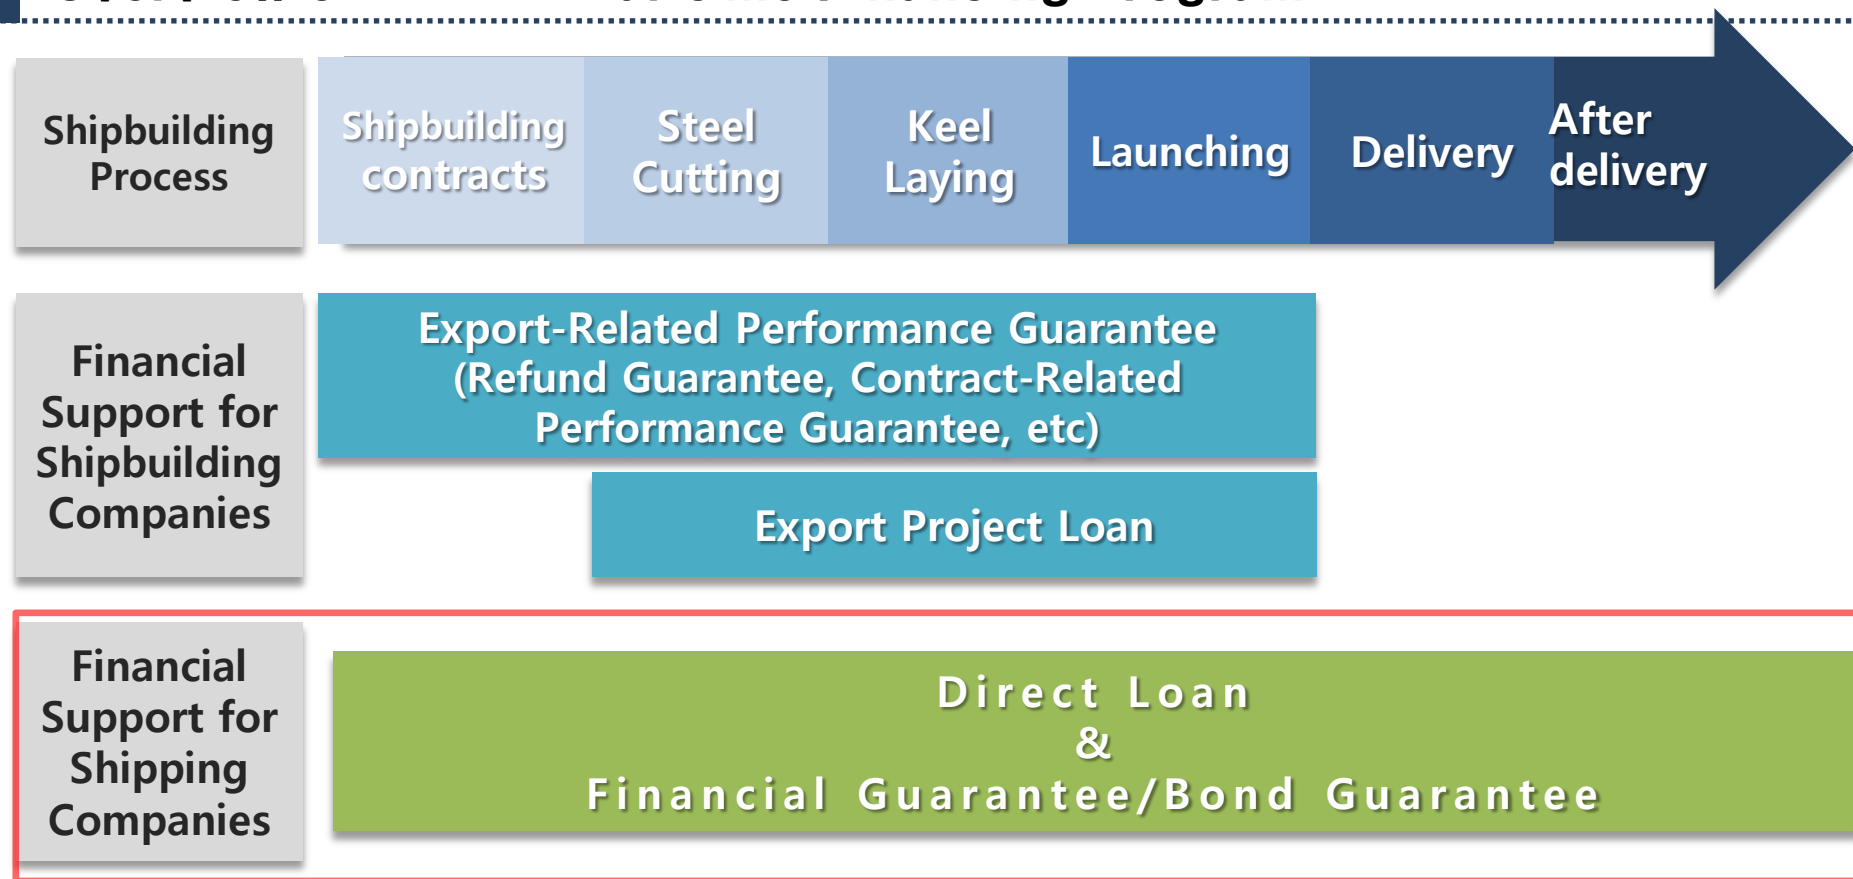 Shipbuilding
Process
Shipbuilding
contracts
Steel
Cutting
Keel
Laying
Launching
Delivery
After
delivery
Financial
Support for
Shipbuilding
Companies
Export-Related Performance Guarantee
(Refund Guarantee, Contract-Related
Performance Guarantee, etc)
Export Project Loan
Financial
Support for
Shipping
Companies
Direct Loan
&
Financial Guarantee/Bond Guarantee